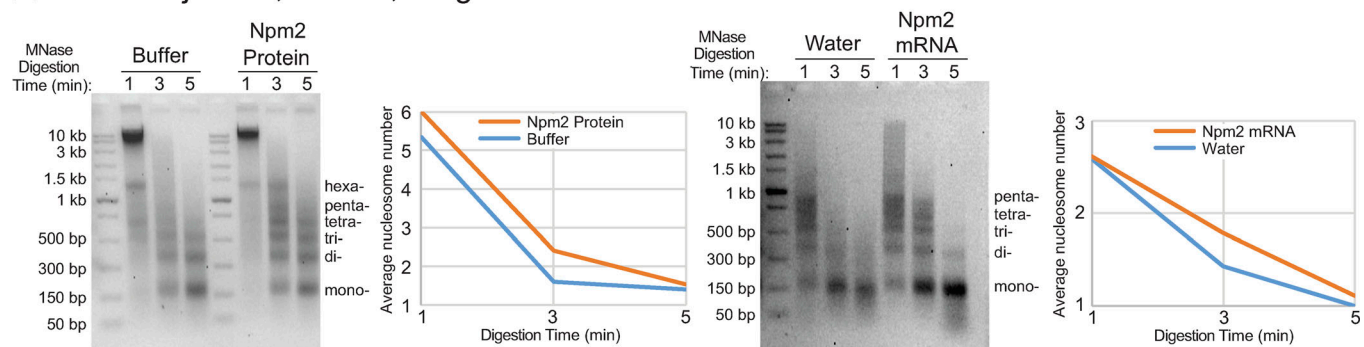 MNase
Digestion
Time (min):
Buffer
Npm2
Protein
1 3 5 1 3 5
10 kb
3 kb
1.5 kb
1 kb
500 bp
300 bp
150 bp
50 bp
hexa-
penta-
tetra-
tri-
di-
mono-
Average nucleosome number
6
5
4
3
2
1
Npm2 Protein
Buffer
1 3 5
Digestion Time (min)
MNase
Digestion
Time (min):
Water
Npm2
mRNA
1 3 5 1 3 5
10 kb
3 kb
1.5 kb
1 kb
500 bp
300 bp
150 bp
50 bp
penta-
tetra-
tri-
di-
mono-
Average nucleosome number
3
2
1
Npm2 mRNA
Water
1 3 5
Digestion Time (min)